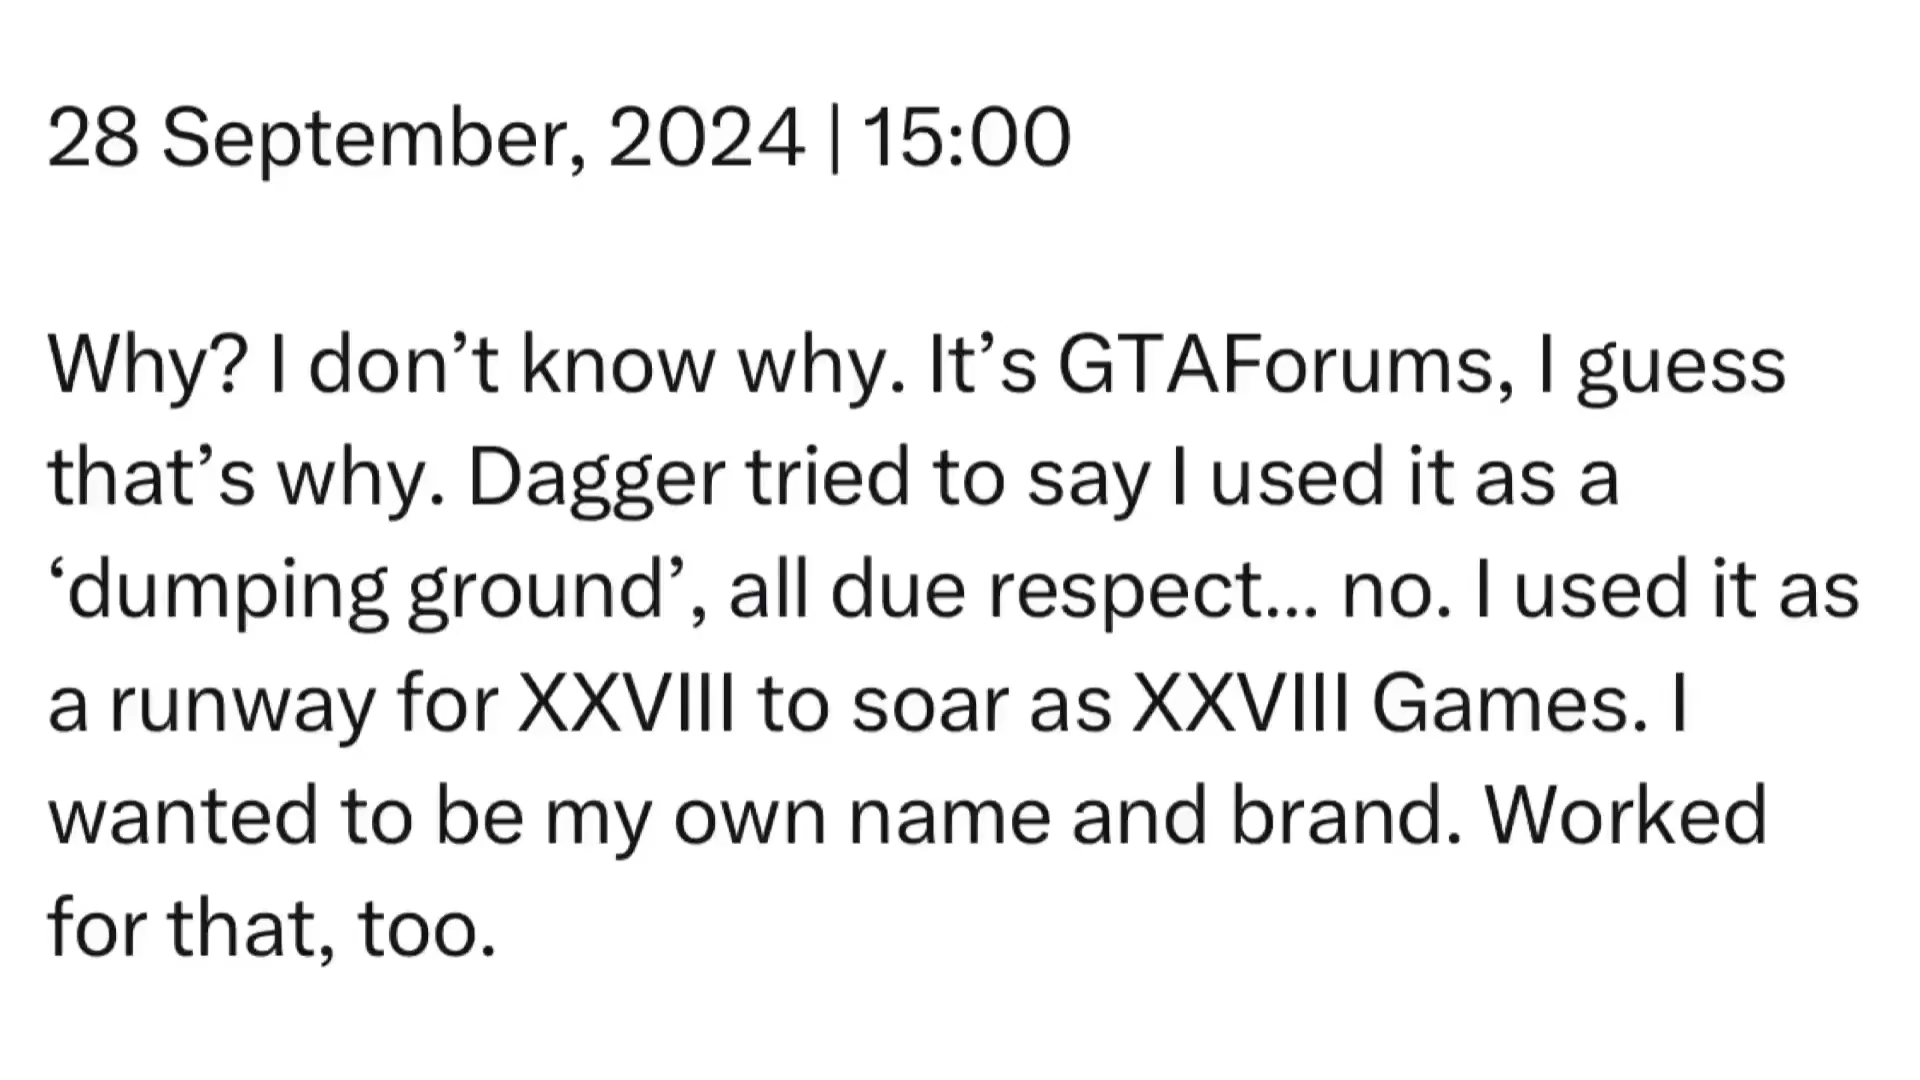 28 September, 2024 | 15:00
Why? I don’t know why. It’s GTAForums, I guess
that’s why. Dagger tried to say I used it as a
‘dumping ground’, all due respect... no. I used it as
a runway for XXVIII to soar as XXVIII Games. I
wanted to be my own name and brand. Worked
for that, too.